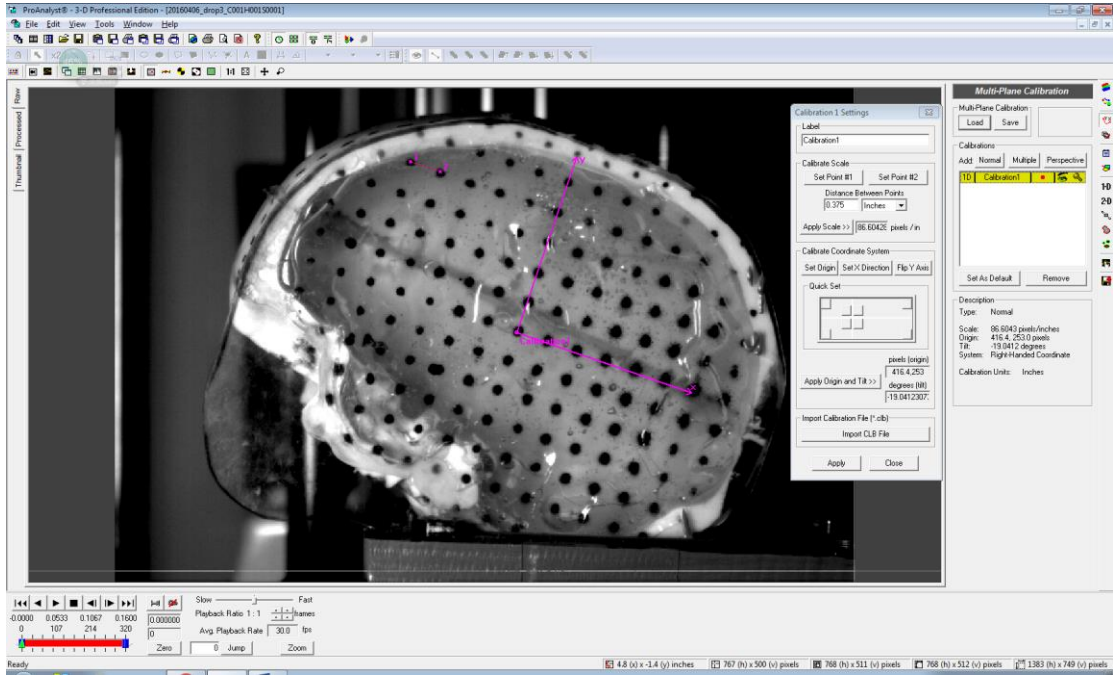 ProAnalyst® - 3-D Professional Edition - [20160406_drop3_C001H001S0001]
File Edit View Tools Window Help
Raw
Processed
Thumbnail
Y
X
Calibration1
Calibration 1 Settings
Label
Calibration1
Calibrate Scale
Set Point #1 Set Point #2
Distance Between Points
0.375 Inches
Apply Scale >> 86.60428 pixels / in
Calibrate Coordinate System
Set Origin Set X Direction Flip Y Axis
Quick Set
pixels (origin)
416.4,253
Apply Origin and Tilt >> degrees (tilt)
-19.0412307
Import Calibration File (*.clb)
Import CLB File
Apply Close
Multi-Plane Calibration
Multi-Plane Calibration
Load Save
Calibrations
Add: Normal Multiple Perspective
1D Calibration1
Set As Default Remove
Description
Type: Normal
Scale: 86.6043 pixels/inches
Origin: 416.4, 253.0 pixels
Tilt: -19.0412 degrees
System: Right-Handed Coordinate
Calibration Units: Inches
1-D
2-D
Slow Fast
Playback Ratio 1 : 1 frames
-0.0000 0.0533 0.1067 0.1600 0.000000
0 107 214 320 0
Avg. Playback Rate 30.0 fps
Zero 0 Jump Zoom
Ready
4.8 (x) x -1.4 (y) inches 767 (h) x 500 (v) pixels 768 (h) x 511 (v) pixels 768 (h) x 512 (v) pixels 1383 (h) x 749 (v) pixels